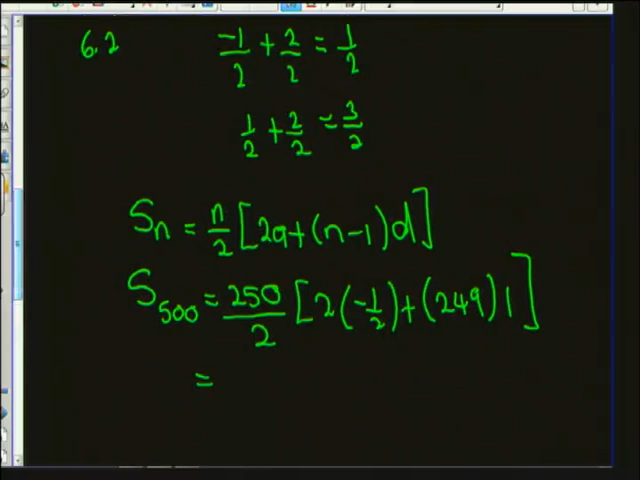 6.2
-1/2 + 2/2 = 1/2
1/2 + 2/2 = 3/2
Sn = n/2 [2a+(n-1)d]
S500 = 250/2 [2(-1/2)+(249)1]
=